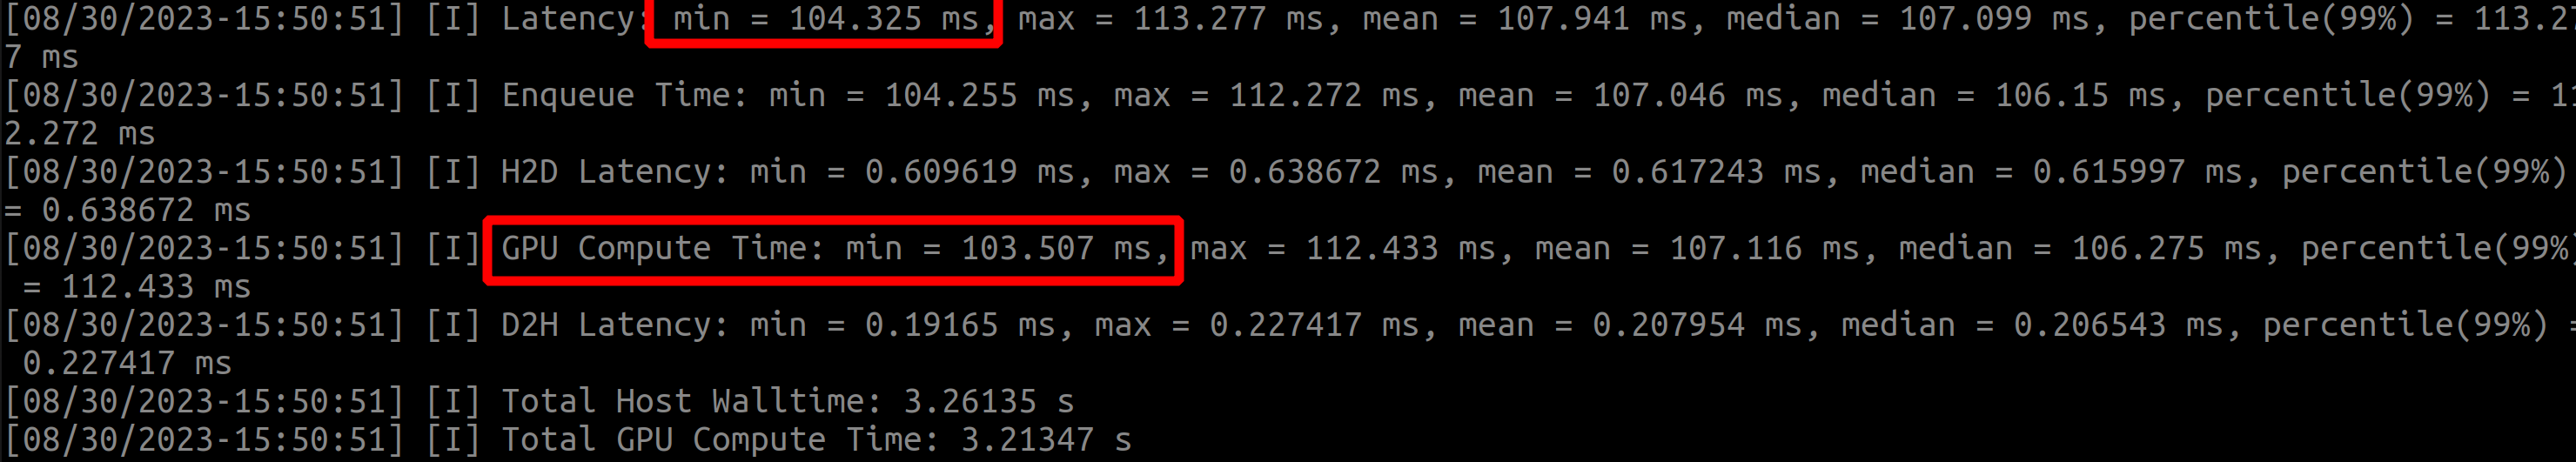 [08/30/2023-15:50:51] [I] Latency: min = 104.325 ms, max = 113.277 ms, mean = 107.941 ms, median = 107.099 ms, percentile(99%) = 113.27
7 ms
[08/30/2023-15:50:51] [I] Enqueue Time: min = 104.255 ms, max = 112.272 ms, mean = 107.046 ms, median = 106.15 ms, percentile(99%) = 11
2.272 ms
[08/30/2023-15:50:51] [I] H2D Latency: min = 0.609619 ms, max = 0.638672 ms, mean = 0.617243 ms, median = 0.615997 ms, percentile(99%)
= 0.638672 ms
[08/30/2023-15:50:51] [I] GPU Compute Time: min = 103.507 ms, max = 112.433 ms, mean = 107.116 ms, median = 106.275 ms, percentile(99%)
= 112.433 ms
[08/30/2023-15:50:51] [I] D2H Latency: min = 0.19165 ms, max = 0.227417 ms, mean = 0.207954 ms, median = 0.206543 ms, percentile(99%) =
0.227417 ms
[08/30/2023-15:50:51] [I] Total Host Walltime: 3.26135 s
[08/30/2023-15:50:51] [I] Total GPU Compute Time: 3.21347 s